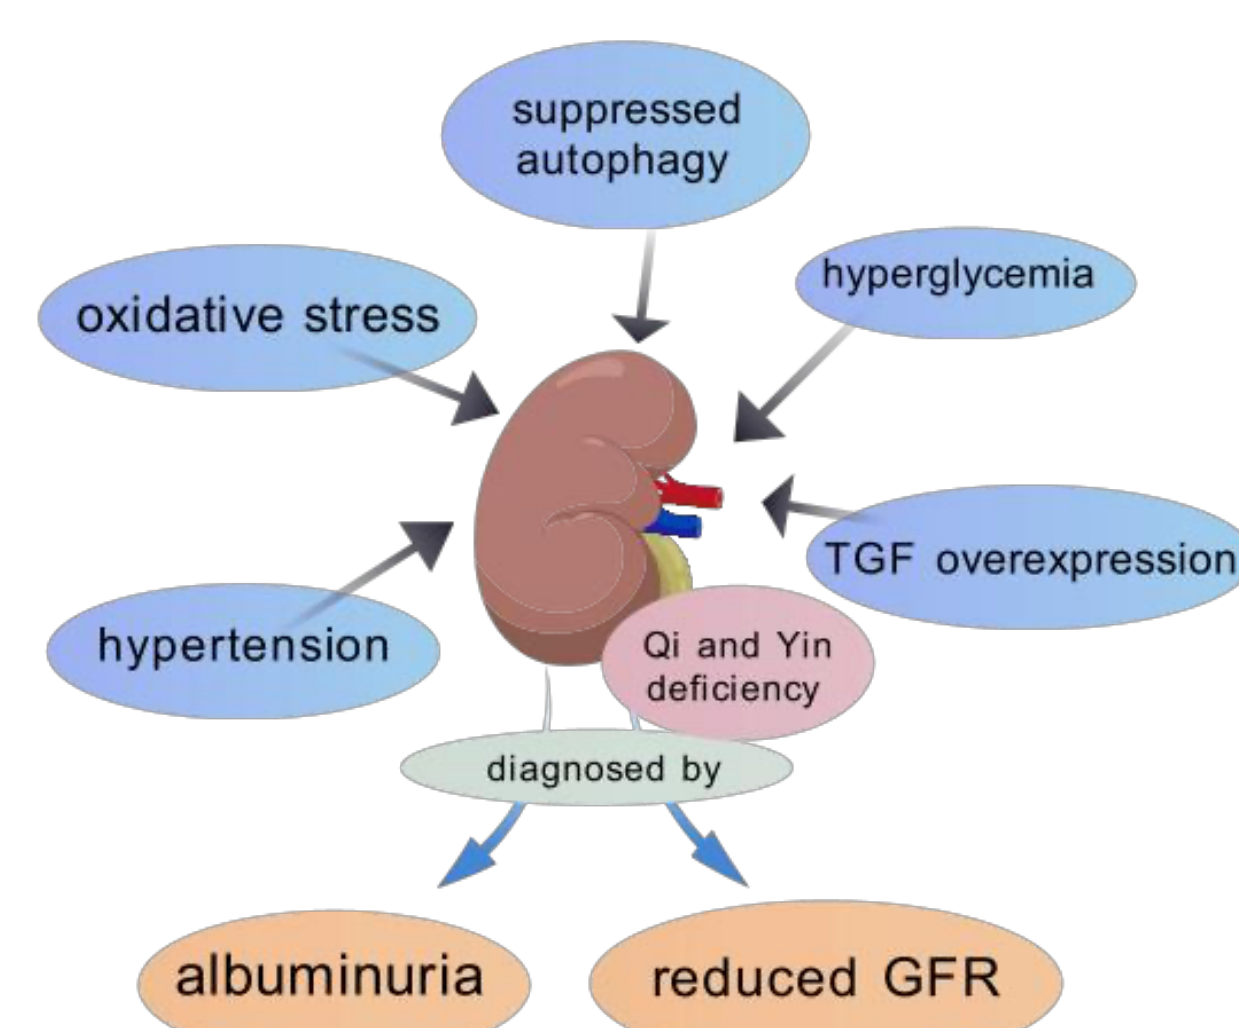 suppressed
autophagy
hyperglycemia
oxidative stress
TGF overexpression
hypertension
Qi and Yin
deficiency
diagnosed by
albuminuria
reduced GFR